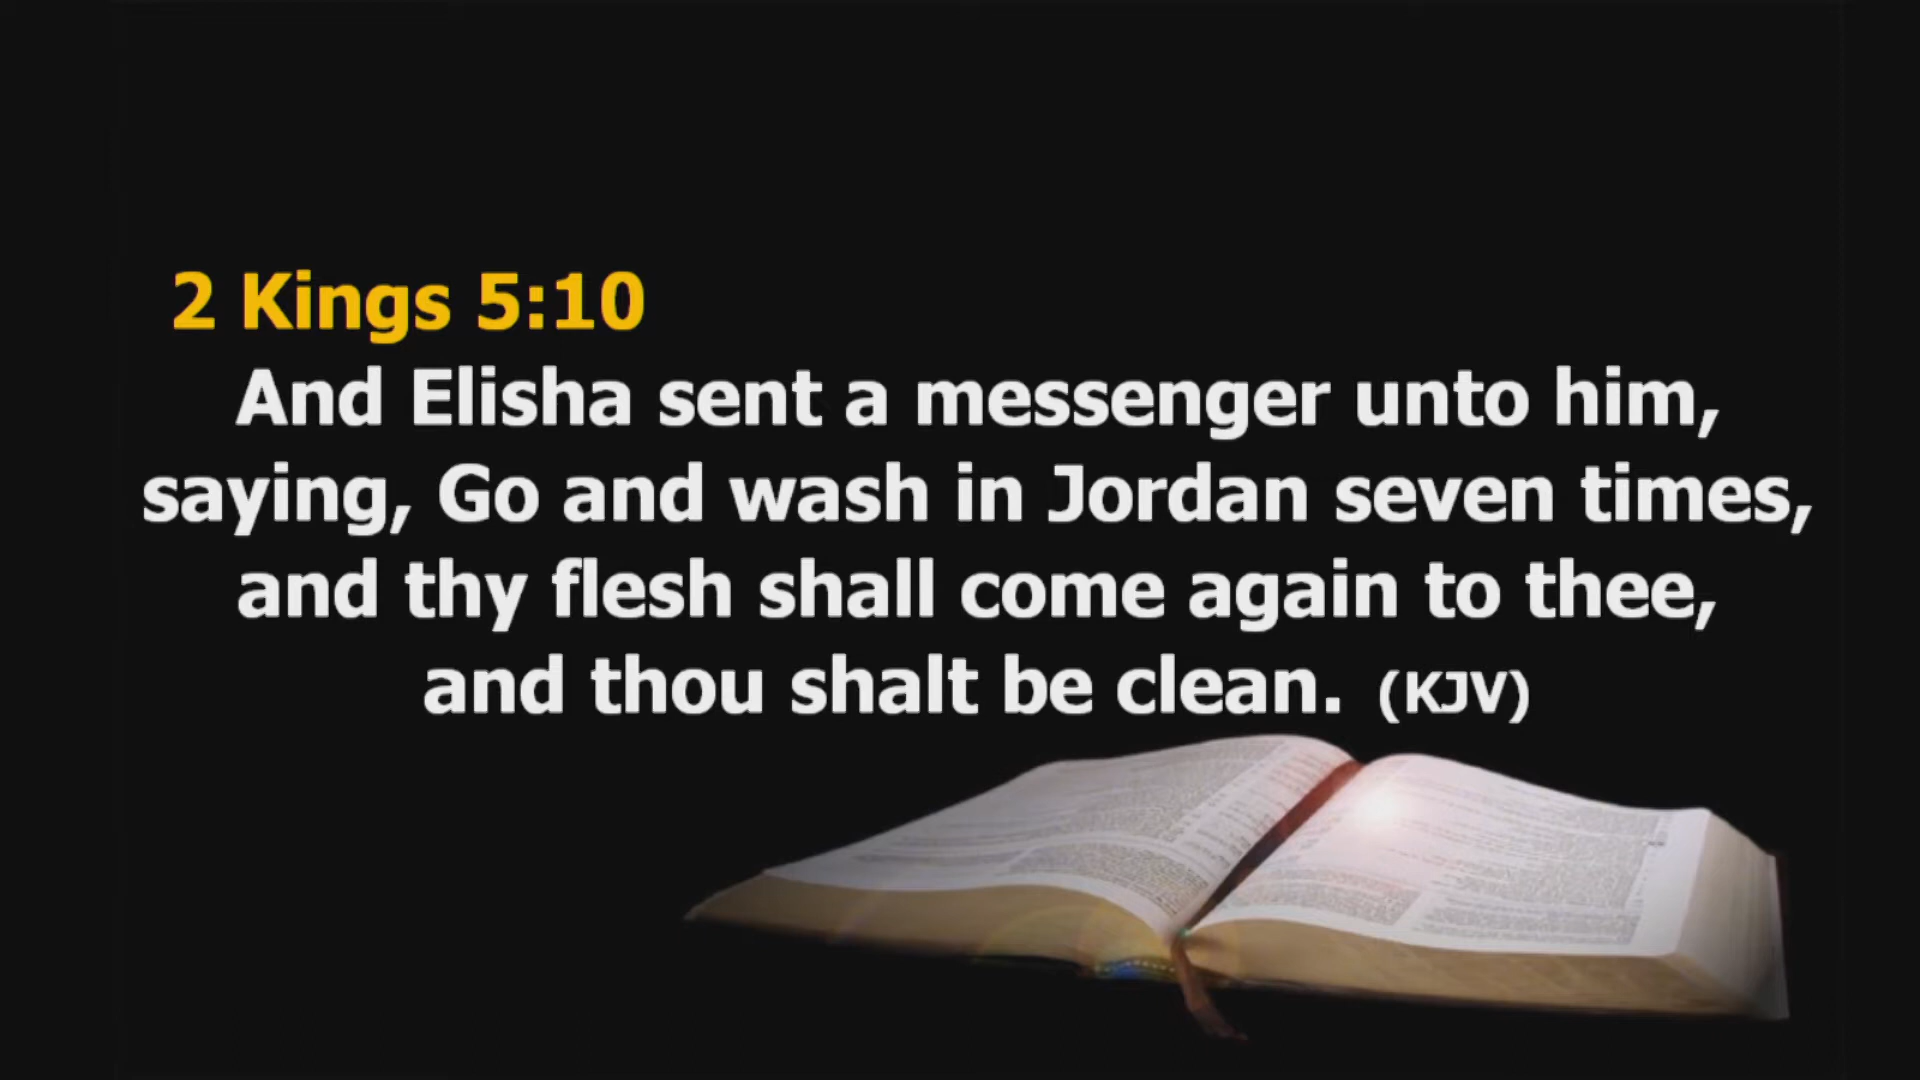 2 Kings 5:10
And Elisha sent a messenger unto him,
saying, Go and wash in Jordan seven times,
and thy flesh shall come again to thee,
and thou shalt be clean. (KJV)